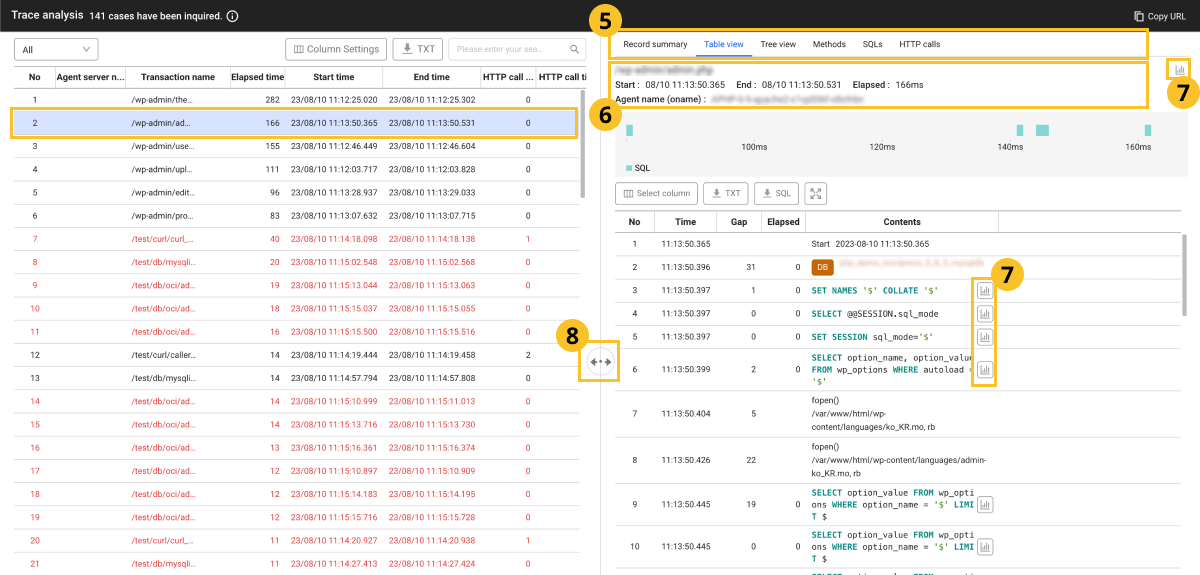 Trace analysis 141 cases have been inquired.
Copy URL
5
All
Column Settings
TXT
Please enter your sea...
Record summary Table view Tree view Methods SQLs HTTP calls
No Agent server n... Transaction name Elapsed time Start time End time HTTP call ... HTTP call ti
1 /wp-admin/the... 282 23/08/10 11:12:25.020 23/08/10 11:12:25.302 0
2 /wp-admin/ad... 166 23/08/10 11:13:50.365 23/08/10 11:13:50.531 0
3 /wp-admin/use... 155 23/08/10 11:12:46.449 23/08/10 11:12:46.604 0
4 /wp-admin/upl... 111 23/08/10 11:12:03.717 23/08/10 11:12:03.828 0
5 /wp-admin/edit... 96 23/08/10 11:13:28.937 23/08/10 11:13:29.033 0
6 /wp-admin/pro... 83 23/08/10 11:13:07.632 23/08/10 11:13:07.715 0
7 /test/curl/curl_... 40 23/08/10 11:14:18.098 23/08/10 11:14:18.138 1
8 /test/db/mysqli... 20 23/08/10 11:15:02.548 23/08/10 11:15:02.568 0
9 /test/db/oci/ad... 19 23/08/10 11:15:13.044 23/08/10 11:15:13.063 0
10 /test/db/oci/ad... 18 23/08/10 11:15:15.037 23/08/10 11:15:15.055 0
11 /test/db/oci/ad... 16 23/08/10 11:15:15.500 23/08/10 11:15:15.516 0
12 /test/curl/caller... 14 23/08/10 11:14:19.444 23/08/10 11:14:19.458 2
13 /test/db/mysqli... 14 23/08/10 11:14:57.794 23/08/10 11:14:57.808 0
14 /test/db/oci/ad... 14 23/08/10 11:15:10.999 23/08/10 11:15:11.013 0
15 /test/db/oci/ad... 14 23/08/10 11:15:13.716 23/08/10 11:15:13.730 0
16 /test/db/oci/ad... 13 23/08/10 11:15:16.361 23/08/10 11:15:16.374 0
17 /test/db/oci/ad... 12 23/08/10 11:15:10.897 23/08/10 11:15:10.909 0
18 /test/db/oci/ad... 12 23/08/10 11:15:14.183 23/08/10 11:15:14.195 0
19 /test/db/oci/ad... 12 23/08/10 11:15:15.716 23/08/10 11:15:15.728 0
20 /test/curl/curl_... 11 23/08/10 11:14:20.927 23/08/10 11:14:20.938 1
21 /test/db/mysqli... 11 23/08/10 11:14:27.413 23/08/10 11:14:27.424 0
8
Start : 08/10 11:13:50.365 End : 08/10 11:13:50.531 Elapsed : 166ms
Agent name (oname) :
7
6
100ms 120ms 140ms 160ms
SQL
Select column TXT SQL
No Time Gap Elapsed Contents
1 11:13:50.365 Start 2023-08-10 11:13:50.365
2 11:13:50.396 31 0 DB
7
3 11:13:50.397 1 0 SET NAMES '$' COLLATE '$'
4 11:13:50.397 0 0 SELECT @@SESSION.sql_mode
5 11:13:50.397 0 0 SET SESSION sql_mode='$'
6 11:13:50.399 2 0 SELECT option_name, option_value
FROM wp_options WHERE autoload =
'$'
7 11:13:50.404 5 fopen()
/var/www/html/wp-
content/languages/ko_KR.mo, rb
8 11:13:50.426 22 fopen()
/var/www/html/wp-content/languages/admin-
ko_KR.mo, rb
9 11:13:50.445 19 0 SELECT option_value FROM wp_opti
ons WHERE option_name = '$' LIMI
T $
10 11:13:50.445 0 0 SELECT option_value FROM wp_opti
ons WHERE option_name = '$' LIMI
T $